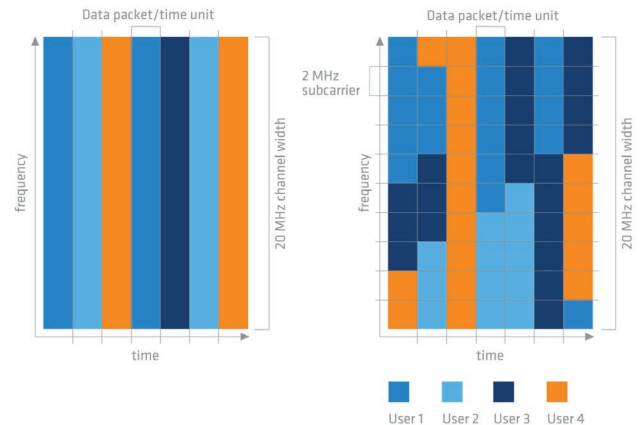 Data packet/time unit
frequency
20 MHz channel width
time
Data packet/time unit
2 MHz
subcarrier
frequency
20 MHz channel width
time
User 1
User 2
User 3
User 4